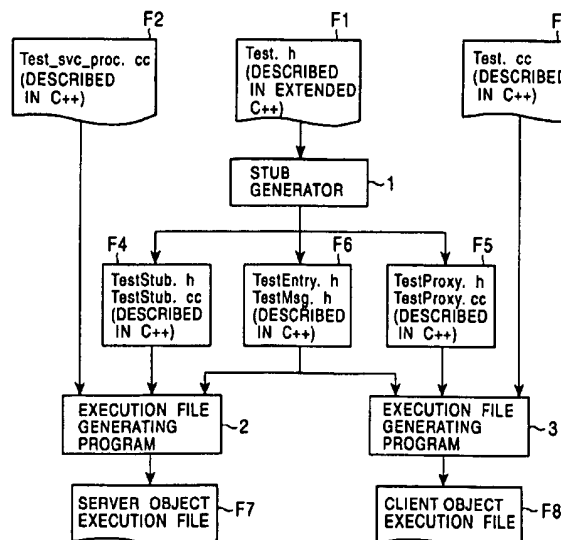 F2
F1
F
Test_svc_proc. cc
(DESCRIBED
IN C++)
Test. h
(DESCRIBED
IN EXTENDED
C++)
Test. cc
(DESCRIBED
IN C++)
STUB
GENERATOR
1
F4
F6
F5
TestStub. h
TestStub. cc
(DESCRIBED
IN C++)
TestEntry. h
TestMsg. h
(DESCRIBED
IN C++)
TestProxy. h
TestProxy. cc
(DESCRIBED
IN C++)
EXECUTION FILE
GENERATING
PROGRAM
2
EXECUTION FILE
GENERATING
PROGRAM
3
SERVER OBJECT
EXECUTION FILE
F7
CLIENT OBJECT
EXECUTION FILE
F8